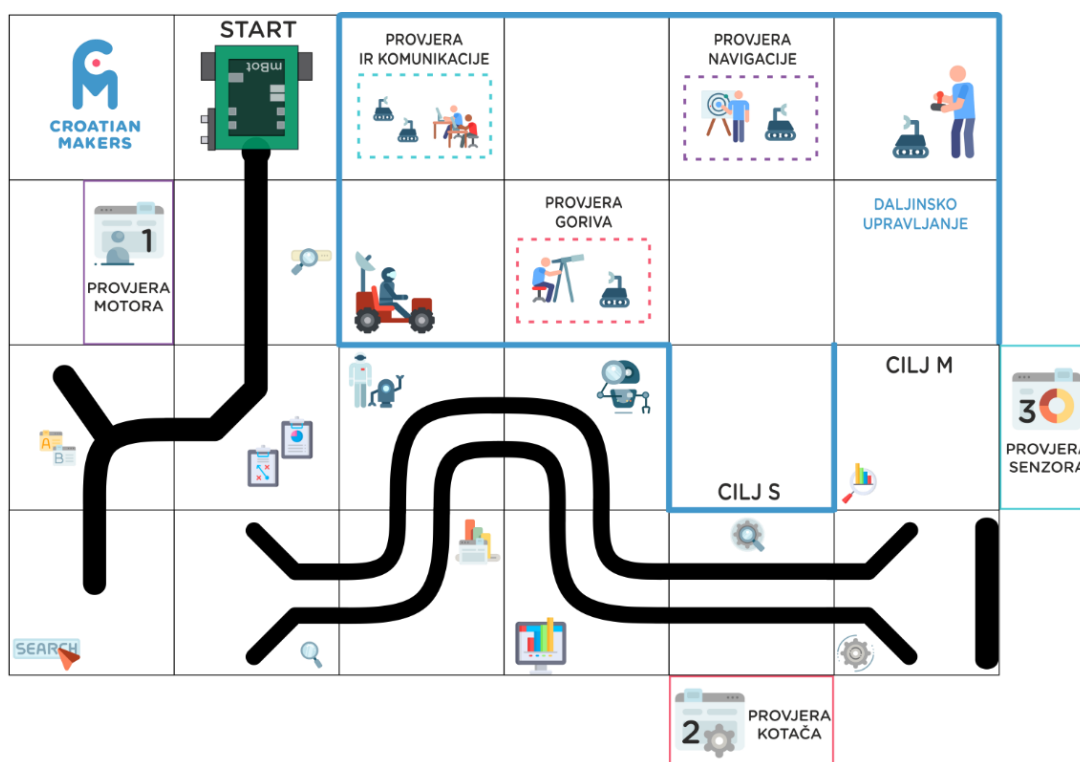 CROATIAN
MAKERS
START
mBot
PROVJERA
IR KOMUNIKACIJE
PROVJERA
NAVIGACIJE
1
PROVJERA
MOTORA
PROVJERA
GORIVA
DALJINSKO
UPRAVLJANJE
A
B
CILJ S
CILJ M
3
PROVJERA
SENZORA
SEARCH
2
PROVJERA
KOTAČA